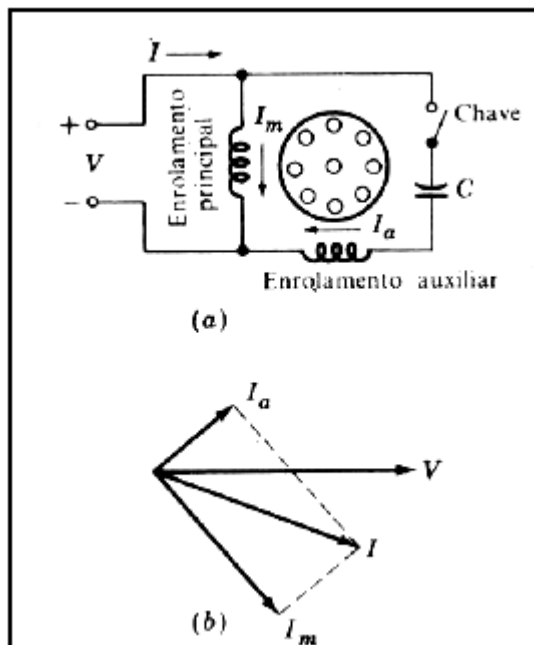 I
+
V
−
Enrolamento
principal
I_m
Chave
C
I_a
Enrolamento auxiliar
(a)
I_a
V
I
I_m
(b)